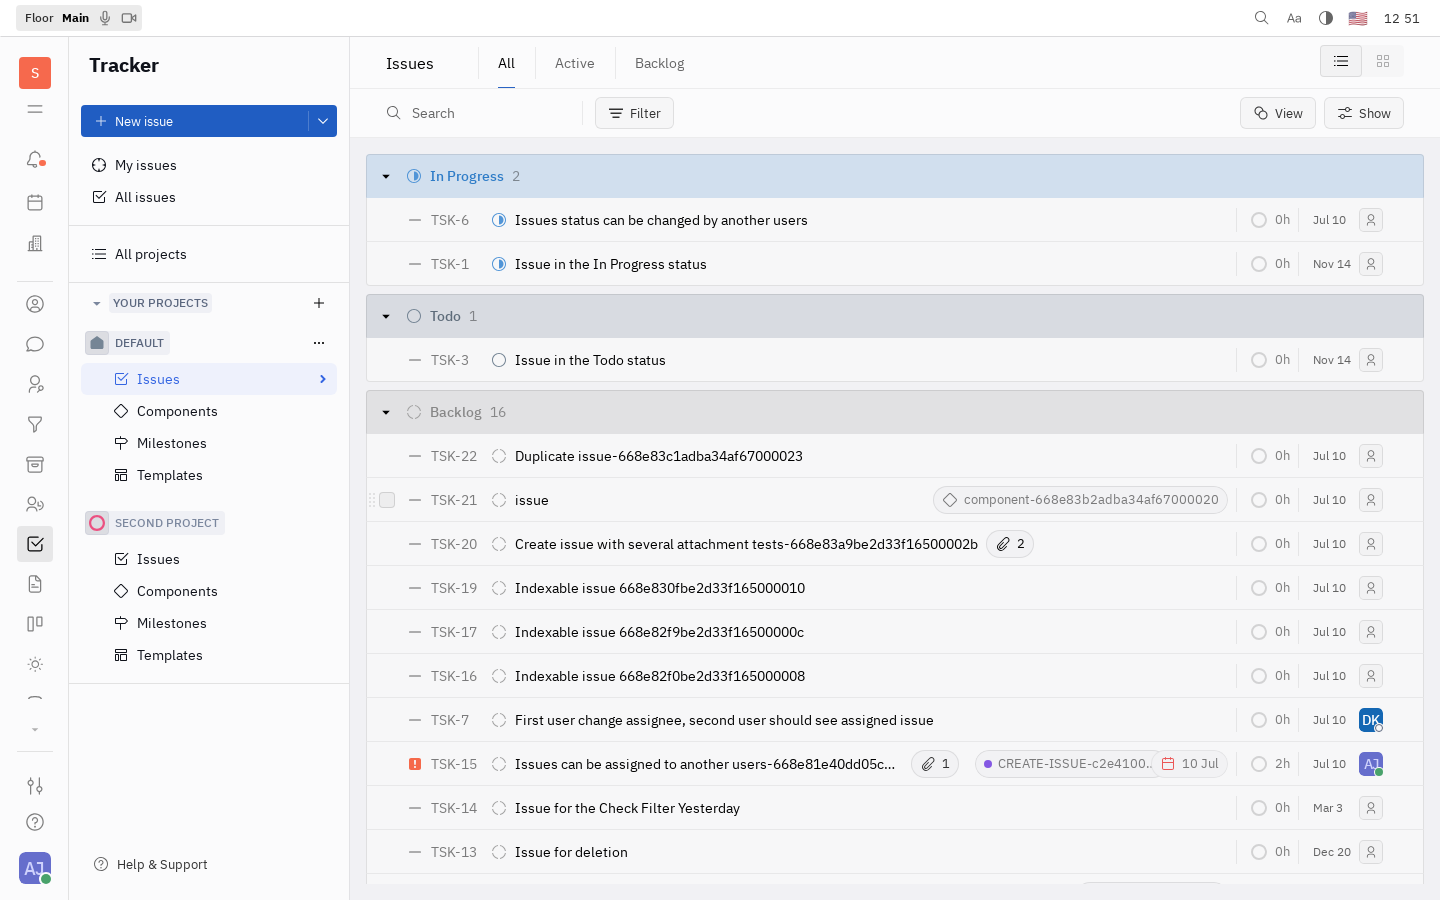 Floor Main
Aa
12 51
S
Tracker
New issue
My issues
All issues
All projects
YOUR PROJECTS
DEFAULT
Issues
Components
Milestones
Templates
SECOND PROJECT
Issues
Components
Milestones
Templates
Help & Support
AJ
Issues
All
Active
Backlog
Search
Filter
View
Show
In Progress 2
TSK-6 Issues status can be changed by another users 0h Jul 10
TSK-1 Issue in the In Progress status 0h Nov 14
Todo 1
TSK-3 Issue in the Todo status 0h Nov 14
Backlog 16
TSK-22 Duplicate issue-668e83c1adba34af67000023 0h Jul 10
TSK-21 issue component-668e83b2adba34af67000020 0h Jul 10
TSK-20 Create issue with several attachment tests-668e83a9be2d33f16500002b 2 0h Jul 10
TSK-19 Indexable issue 668e830fbe2d33f165000010 0h Jul 10
TSK-17 Indexable issue 668e82f9be2d33f16500000c 0h Jul 10
TSK-16 Indexable issue 668e82f0be2d33f165000008 0h Jul 10
TSK-7 First user change assignee, second user should see assigned issue 0h Jul 10 DK
TSK-15 Issues can be assigned to another users-668e81e40dd05c... 1 CREATE-ISSUE-c2e4100... 10 Jul 2h Jul 10 AJ
TSK-14 Issue for the Check Filter Yesterday 0h Mar 3
TSK-13 Issue for deletion 0h Dec 20